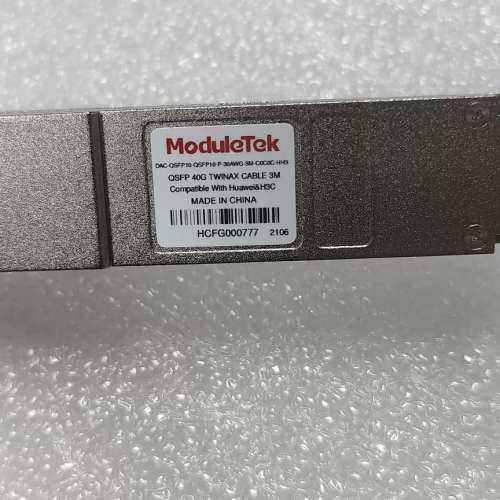 ModuleTek
DAC-QSFP10-QSFP10-P-30AWG-3M-C0C0C-HH3
QSFP 40G TWINAX CABLE 3M
Compatible With Huawei&H3C
MADE IN CHINA
HCFG000777 2106